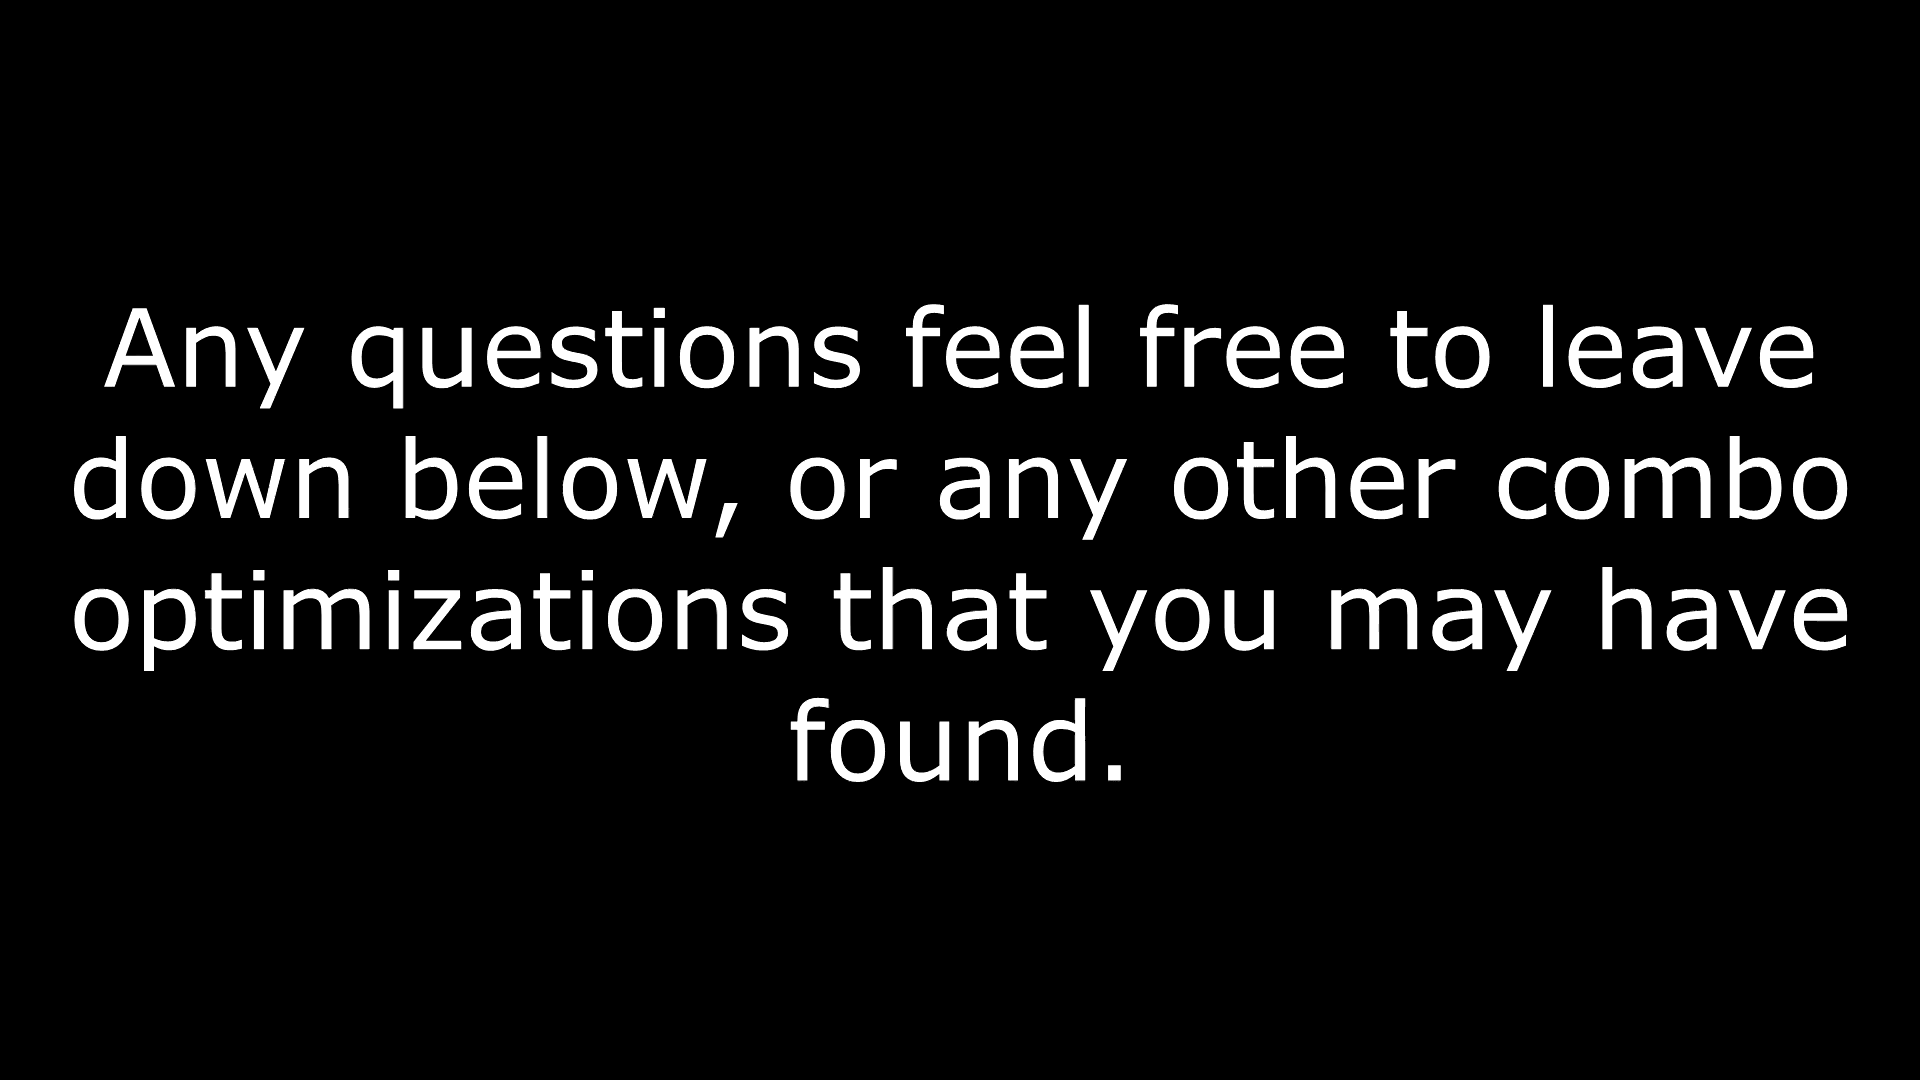 Any questions feel free to leave
down below, or any other combo
optimizations that you may have
found.